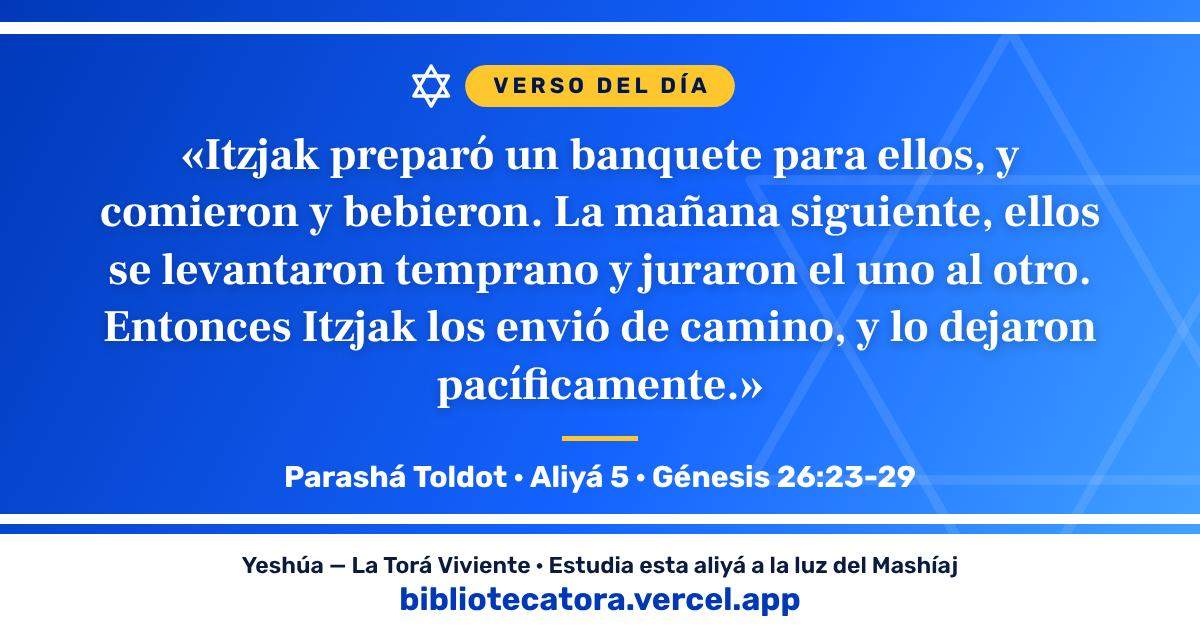 VERSO DEL DÍA
«Itzjak preparó un banquete para ellos, y
comieron y bebieron. La mañana siguiente, ellos
se levantaron temprano y juraron el uno al otro.
Entonces Itzjak los envió de camino, y lo dejaron
pacíficamente.»
Parashá Toldot • Aliyá 5 • Génesis 26:23-29
Yeshúa — La Torá Viviente • Estudia esta aliyá a la luz del Mashíaj
bibliotecatora.vercel.app